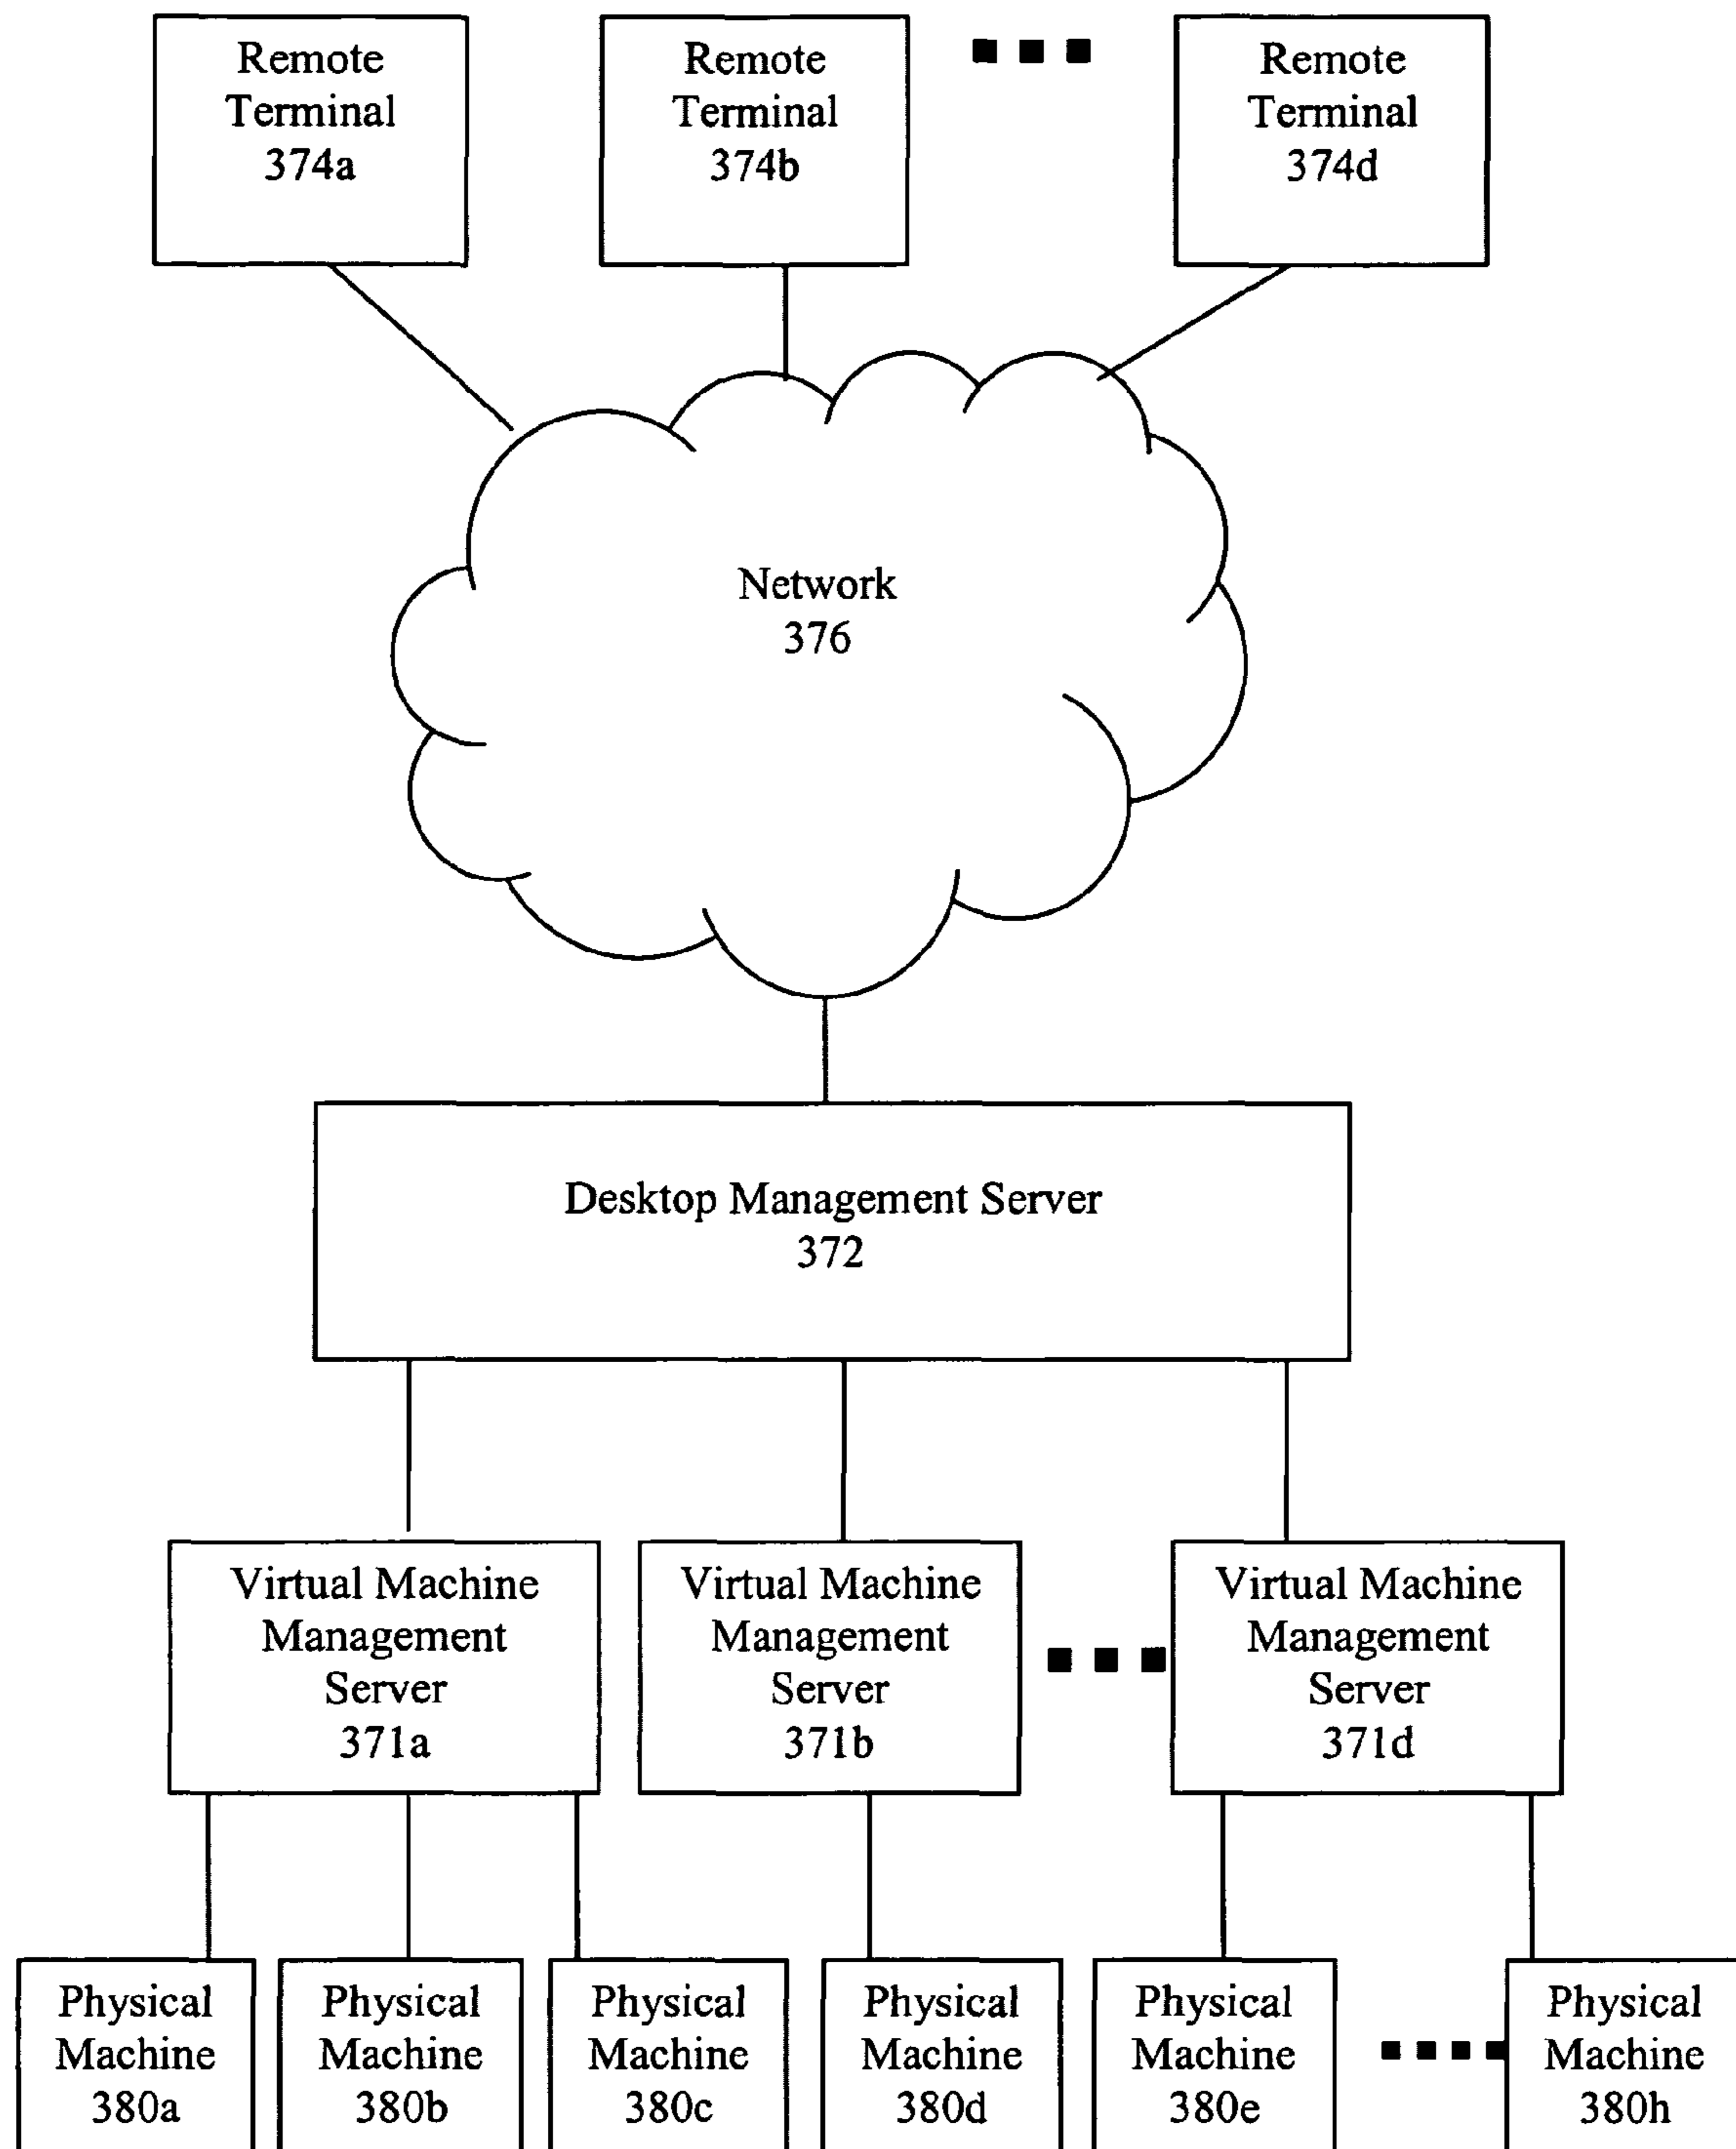 Remote
Terminal
374a
Remote
Terminal
374b
Remote
Terminal
374d
Network
376
Desktop Management Server
372
Virtual Machine
Management
Server
371a
Virtual Machine
Management
Server
371b
Virtual Machine
Management
Server
371d
Physical
Machine
380a
Physical
Machine
380b
Physical
Machine
380c
Physical
Machine
380d
Physical
Machine
380e
Physical
Machine
380h